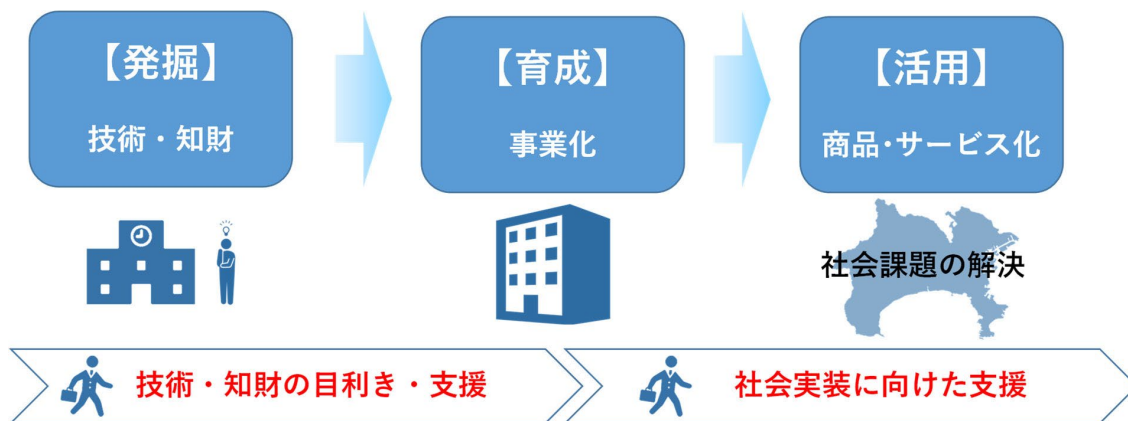 【発掘】
技術・知財
【育成】
事業化
【活用】
商品・サービス化
社会課題の解決
技術・知財の目利き・支援
社会実装に向けた支援